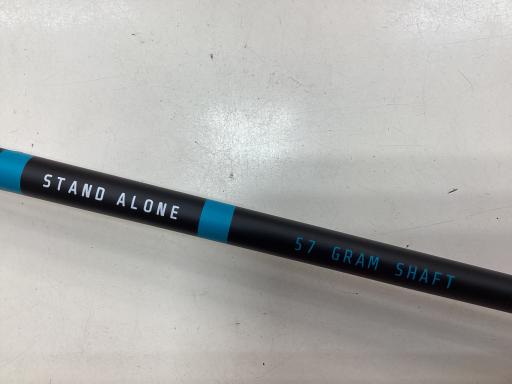 STAND ALONE
57 GRAM SHAFT